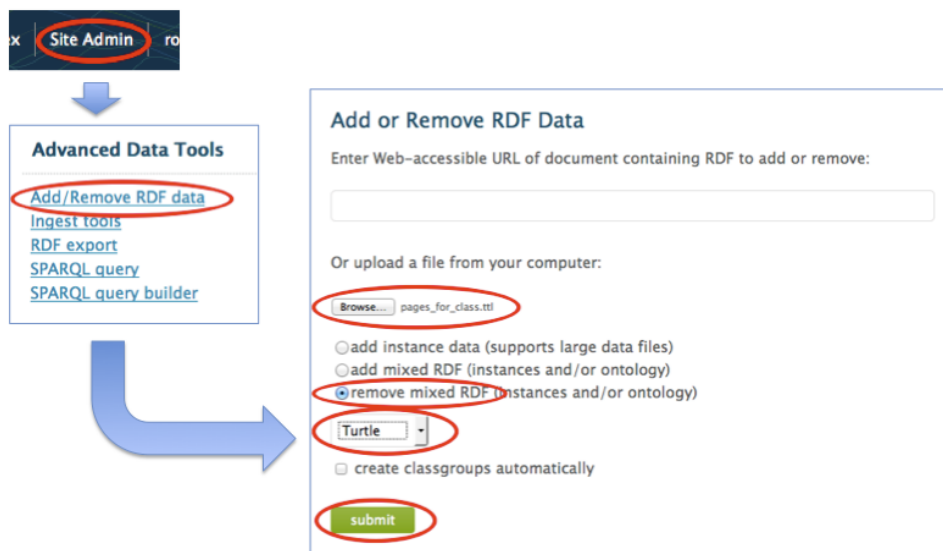 ex Site Admin ro
Advanced Data Tools
Add/Remove RDF data
Ingest tools
RDF export
SPARQL query
SPARQL query builder
Add or Remove RDF Data
Enter Web-accessible URL of document containing RDF to add or remove:
Or upload a file from your computer:
Browse... pages_for_class.ttl
add instance data (supports large data files)
add mixed RDF (instances and/or ontology)
remove mixed RDF (instances and/or ontology)
Turtle
create classgroups automatically
submit